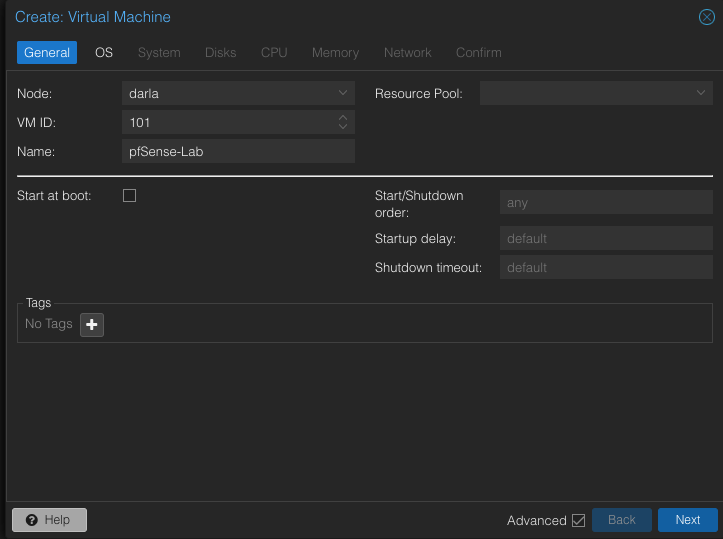 Create: Virtual Machine
General OS System Disks CPU Memory Network Confirm
Node: darla Resource Pool:
VM ID: 101
Name: pfSense-Lab
Start at boot: Start/Shutdown
order: any
Startup delay: default
Shutdown timeout: default
Tags
No Tags
Help Advanced Back Next